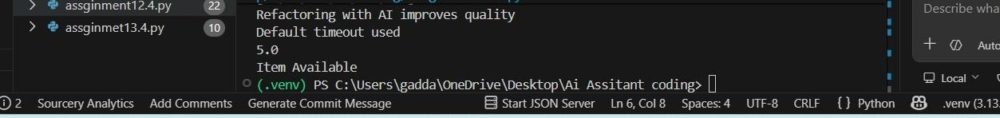 assginment12.4.py 22
assginmet13.4.py 10
Refactoring with AI improves quality
Default timeout used
5.0
Item Available
(.venv) PS C:\Users\gadda\OneDrive\Desktop\Ai Assitant coding>
Describe wha
Auto
Local
2 Sourcery Analytics Add Comments Generate Commit Message Start JSON Server Ln 6, Col 8 Spaces: 4 UTF-8 CRLF { } Python .venv (3.13.